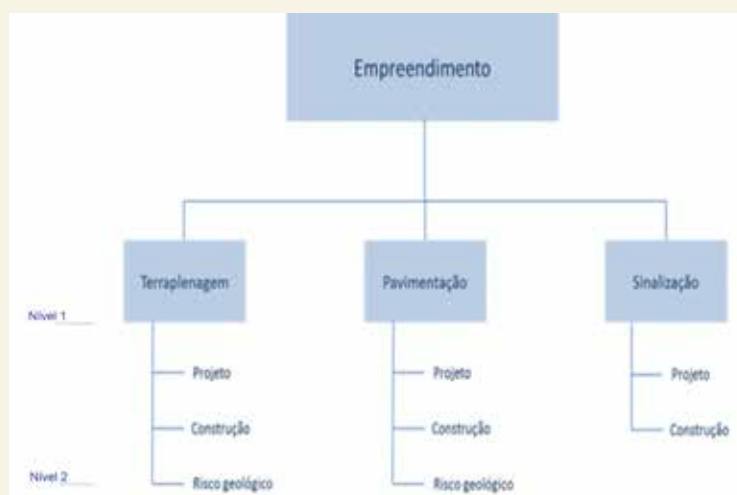 Empreendimento
Terraplenagem
Pavimentação
Sinalização
Nível 1
Projeto
Projeto
Projeto
Construção
Construção
Construção
Nível 2
Risco geológico
Risco geológico